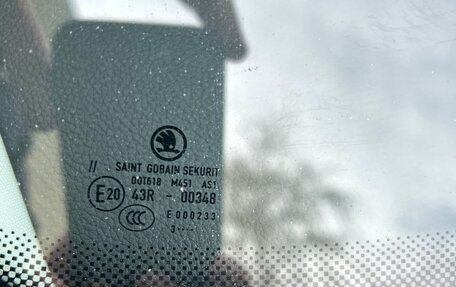 // SAINT GOBAIN SEKURIT
DOT618 M451 AS1
E20 43R - 00348
CCC E000233
3····